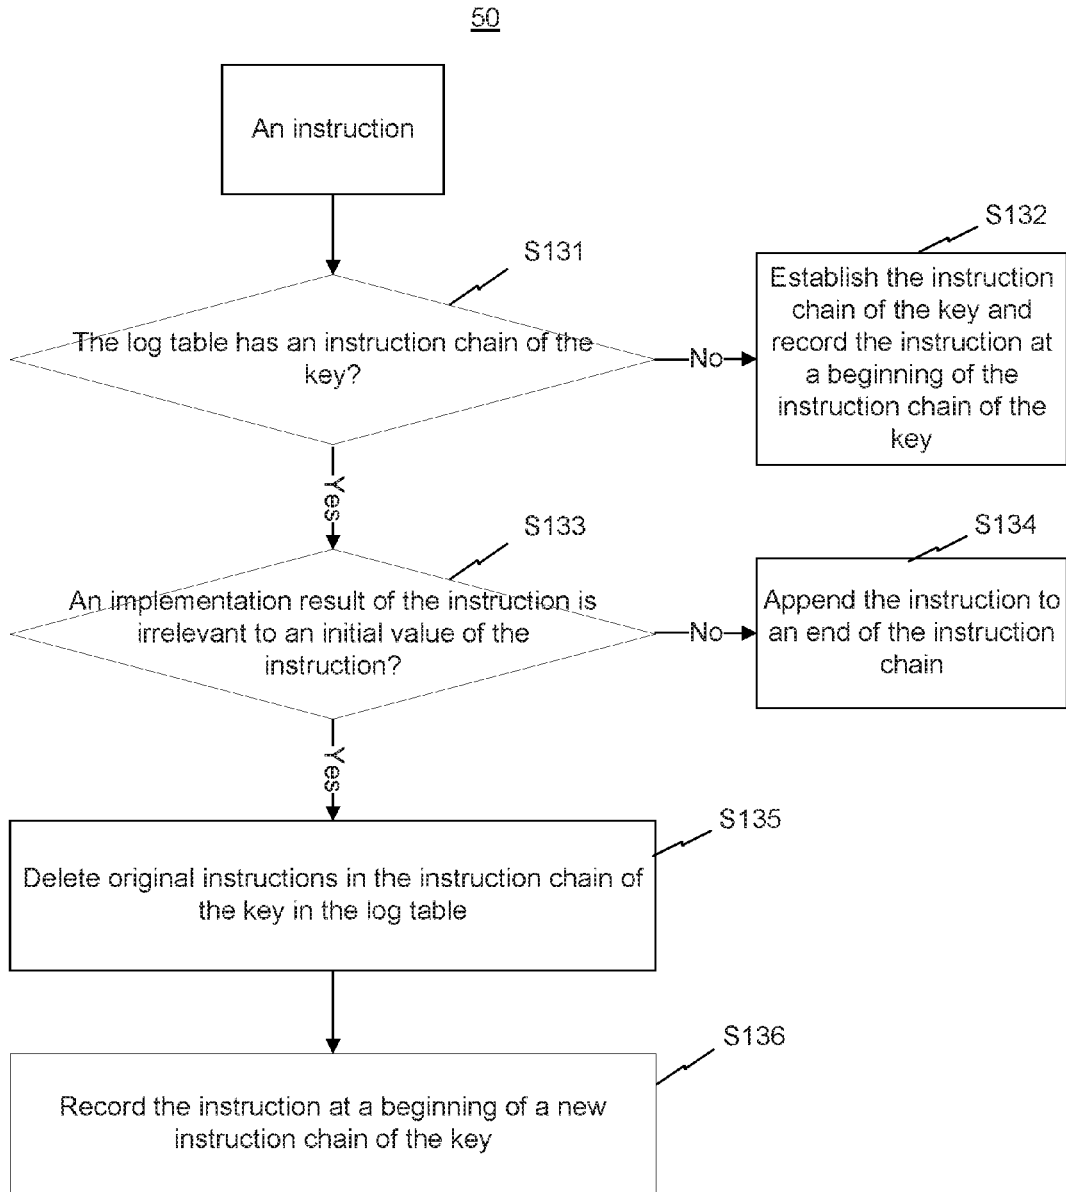 50
An instruction
S131
The log table has an instruction chain of the
key?
No
S132
Establish the instruction
chain of the key and
record the instruction at
a beginning of the
instruction chain of the
key
Yes
S133
An implementation result of the instruction is
irrelevant to an initial value of the
instruction?
No
S134
Append the instruction to
an end of the instruction
chain
Yes
S135
Delete original instructions in the instruction chain of
the key in the log table
S136
Record the instruction at a beginning of a new
instruction chain of the key